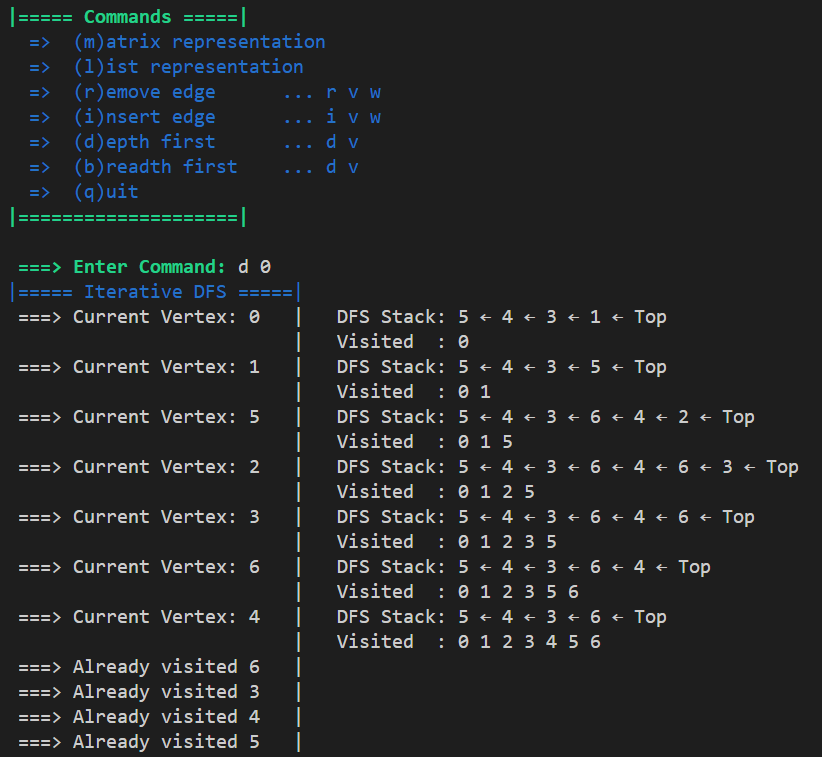 |===== Commands =====|
=> (m)atrix representation
=> (l)ist representation
=> (r)emove edge ... r v w
=> (i)nsert edge ... i v w
=> (d)epth first ... d v
=> (b)readth first ... d v
=> (q)uit
|====================|
===> Enter Command: d 0
|===== Iterative DFS =====|
===> Current Vertex: 0 | DFS Stack: 5 ← 4 ← 3 ← 1 ← Top
| Visited : 0
===> Current Vertex: 1 | DFS Stack: 5 ← 4 ← 3 ← 5 ← Top
| Visited : 0 1
===> Current Vertex: 5 | DFS Stack: 5 ← 4 ← 3 ← 6 ← 4 ← 2 ← Top
| Visited : 0 1 5
===> Current Vertex: 2 | DFS Stack: 5 ← 4 ← 3 ← 6 ← 4 ← 6 ← 3 ← Top
| Visited : 0 1 2 5
===> Current Vertex: 3 | DFS Stack: 5 ← 4 ← 3 ← 6 ← 4 ← 6 ← Top
| Visited : 0 1 2 3 5
===> Current Vertex: 6 | DFS Stack: 5 ← 4 ← 3 ← 6 ← 4 ← Top
| Visited : 0 1 2 3 5 6
===> Current Vertex: 4 | DFS Stack: 5 ← 4 ← 3 ← 6 ← Top
| Visited : 0 1 2 3 4 5 6
===> Already visited 6 |
===> Already visited 3 |
===> Already visited 4 |
===> Already visited 5 |